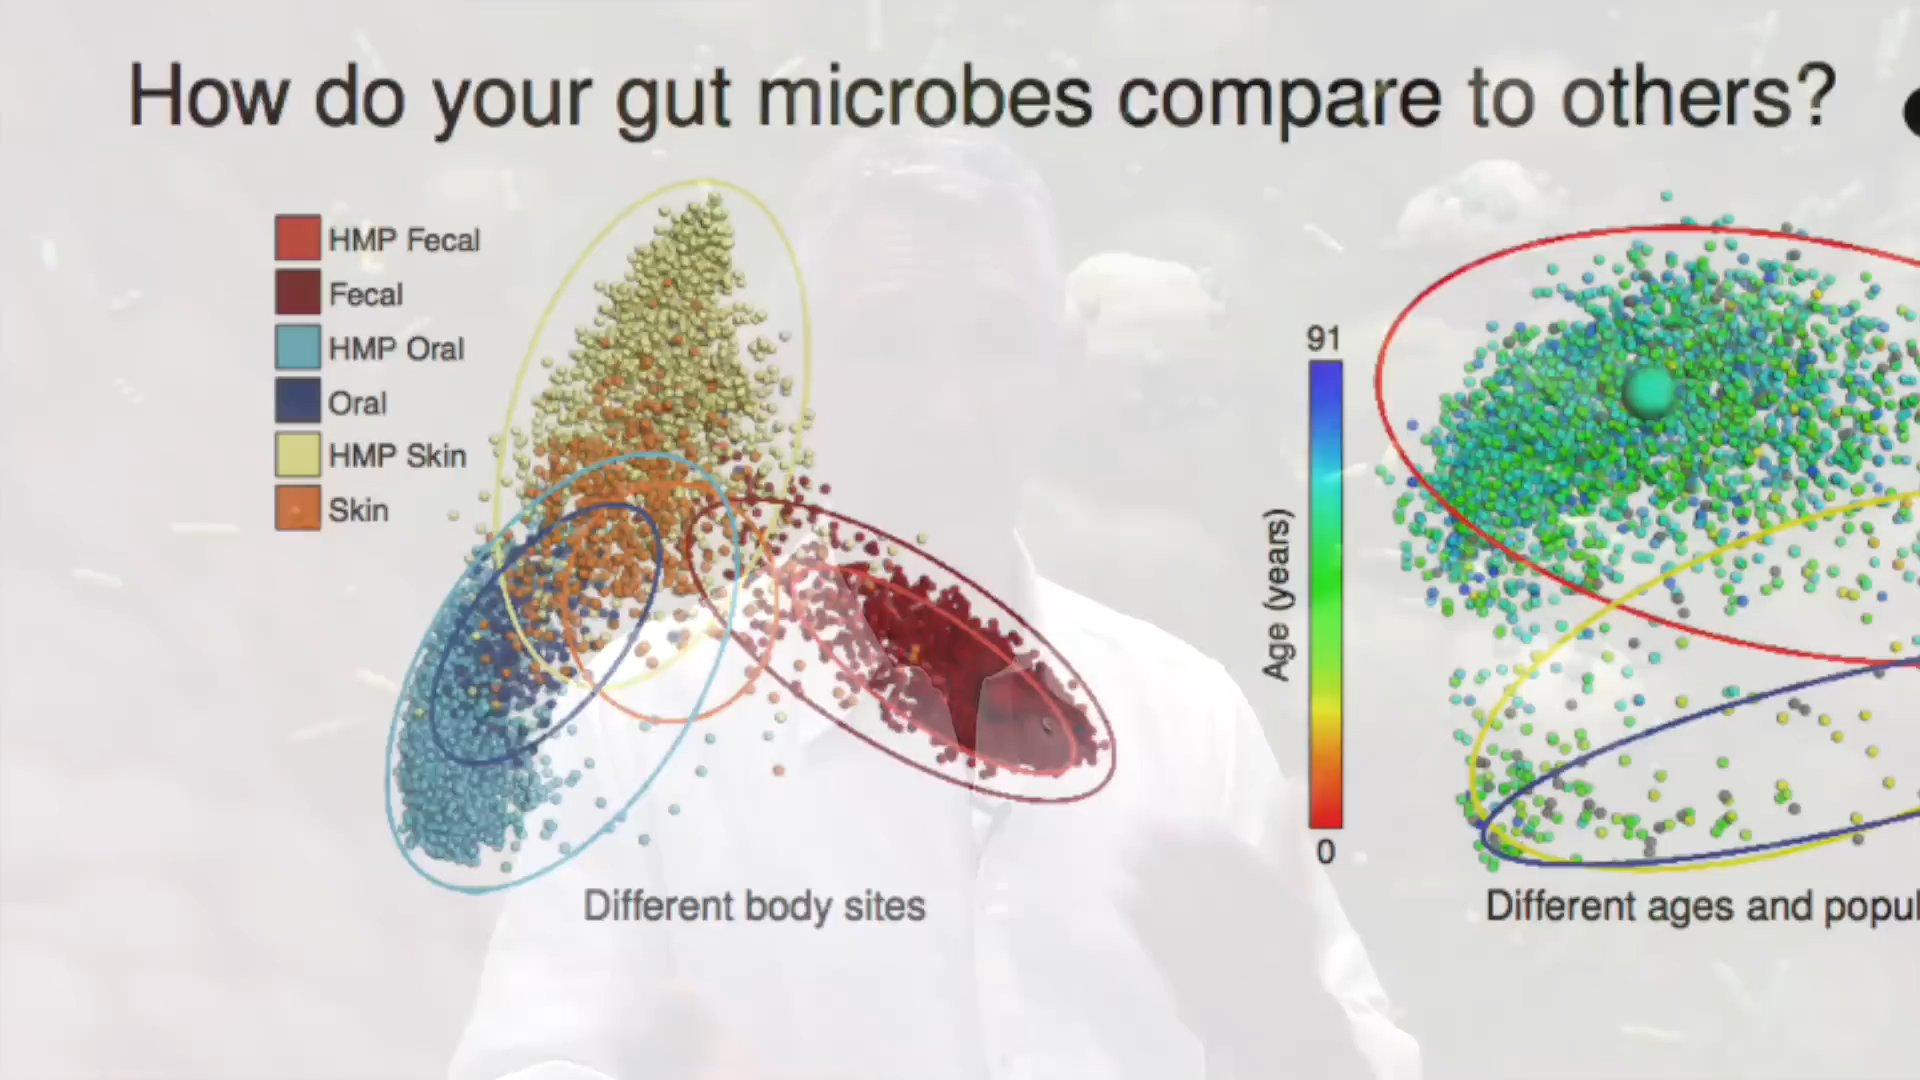 How do your gut microbes compare to others?
HMP Fecal
Fecal
HMP Oral
Oral
HMP Skin
Skin
Different body sites
91
Age (years)
0
Different ages and popul